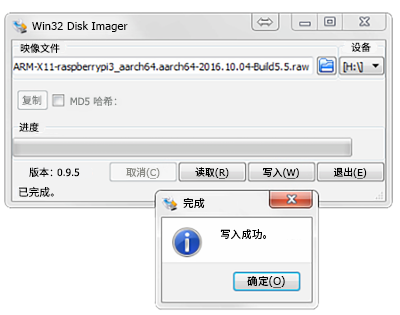 Win32 Disk Imager
映像文件
设备
ARM-X11-raspberrypi3_aarch64.aarch64-2016.10.04-Build5.5.raw
[H:\]
复制
MD5 哈希:
进度
版本: 0.9.5
取消(C)
读取(R)
写入(W)
退出(E)
已完成。
完成
写入成功。
确定(O)